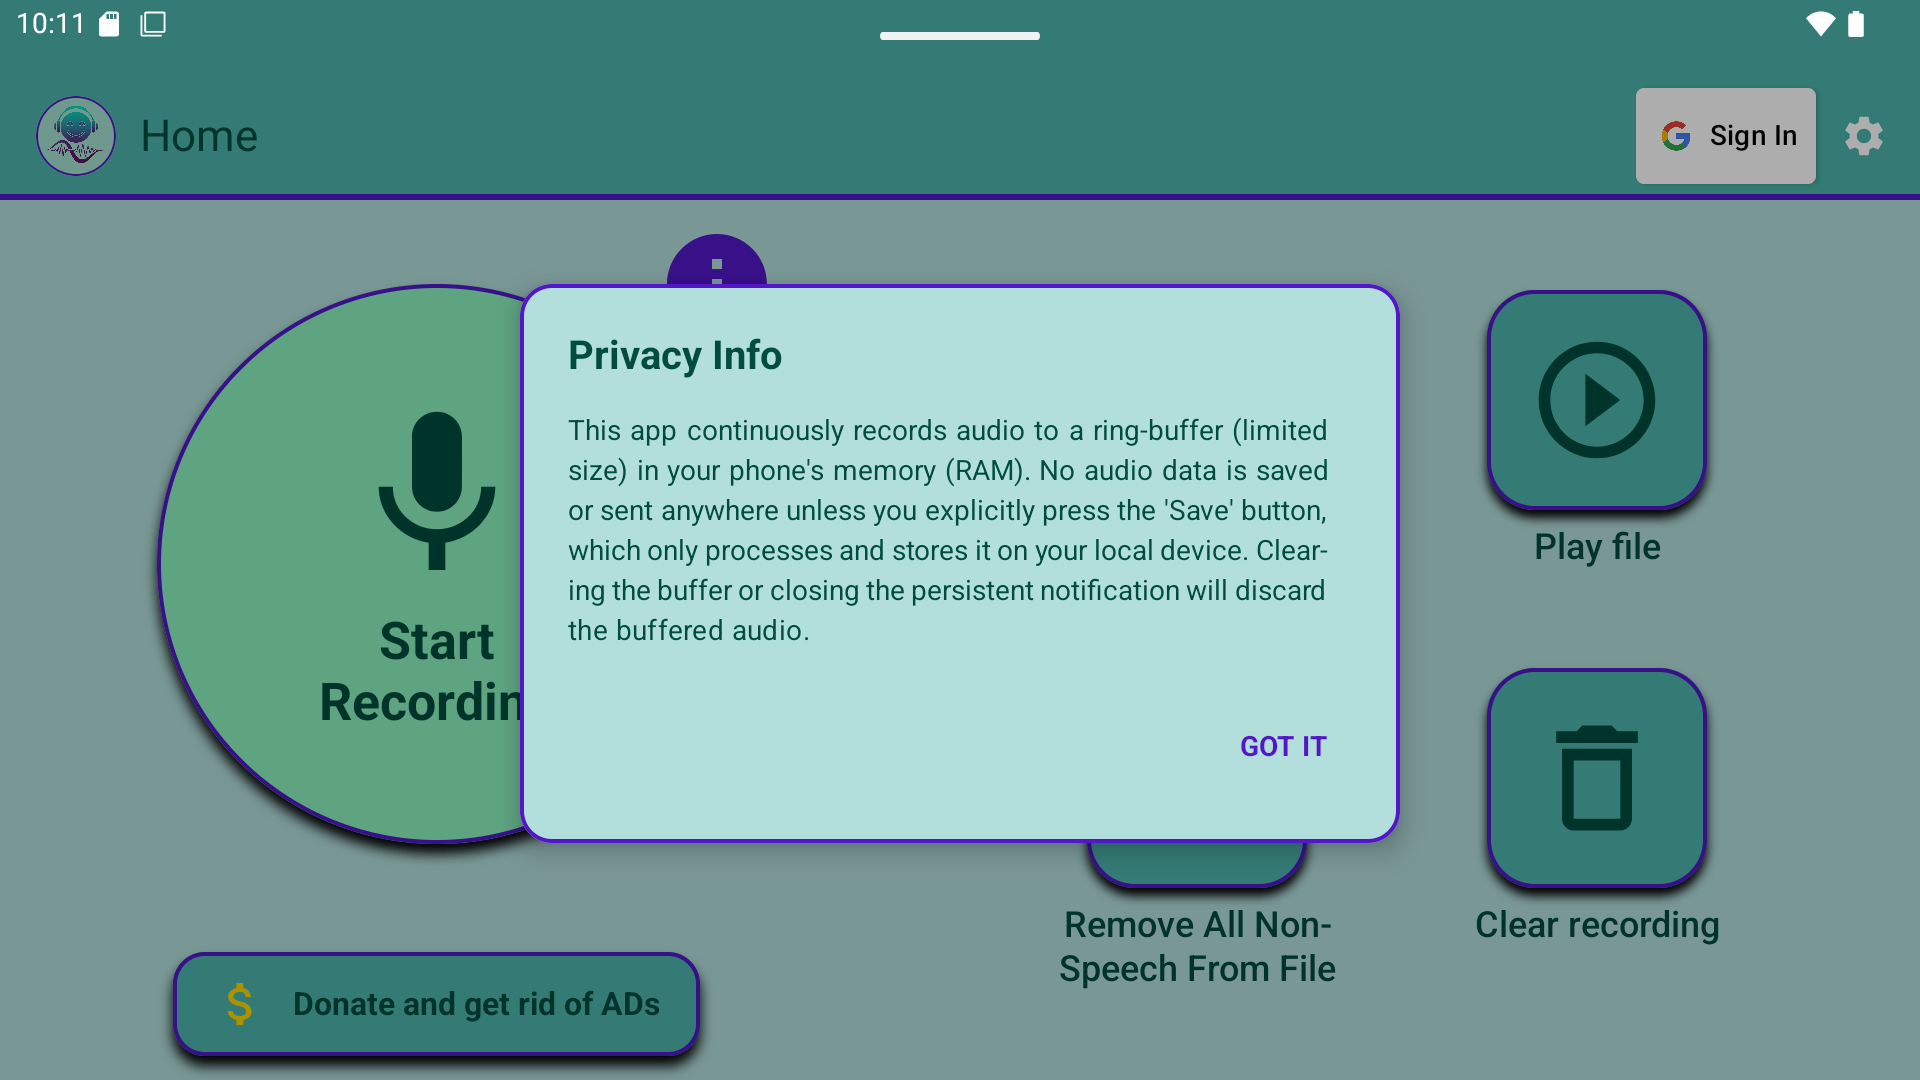 10:11
Home
Sign In
Privacy Info
This app continuously records audio to a ring-buffer (limited
size) in your phone's memory (RAM). No audio data is saved
or sent anywhere unless you explicitly press the 'Save' button,
which only processes and stores it on your local device. Clear-
ing the buffer or closing the persistent notification will discard
the buffered audio.
GOT IT
Start
Recordin
Play file
Remove All Non-
Speech From File
Clear recording
Donate and get rid of ADs